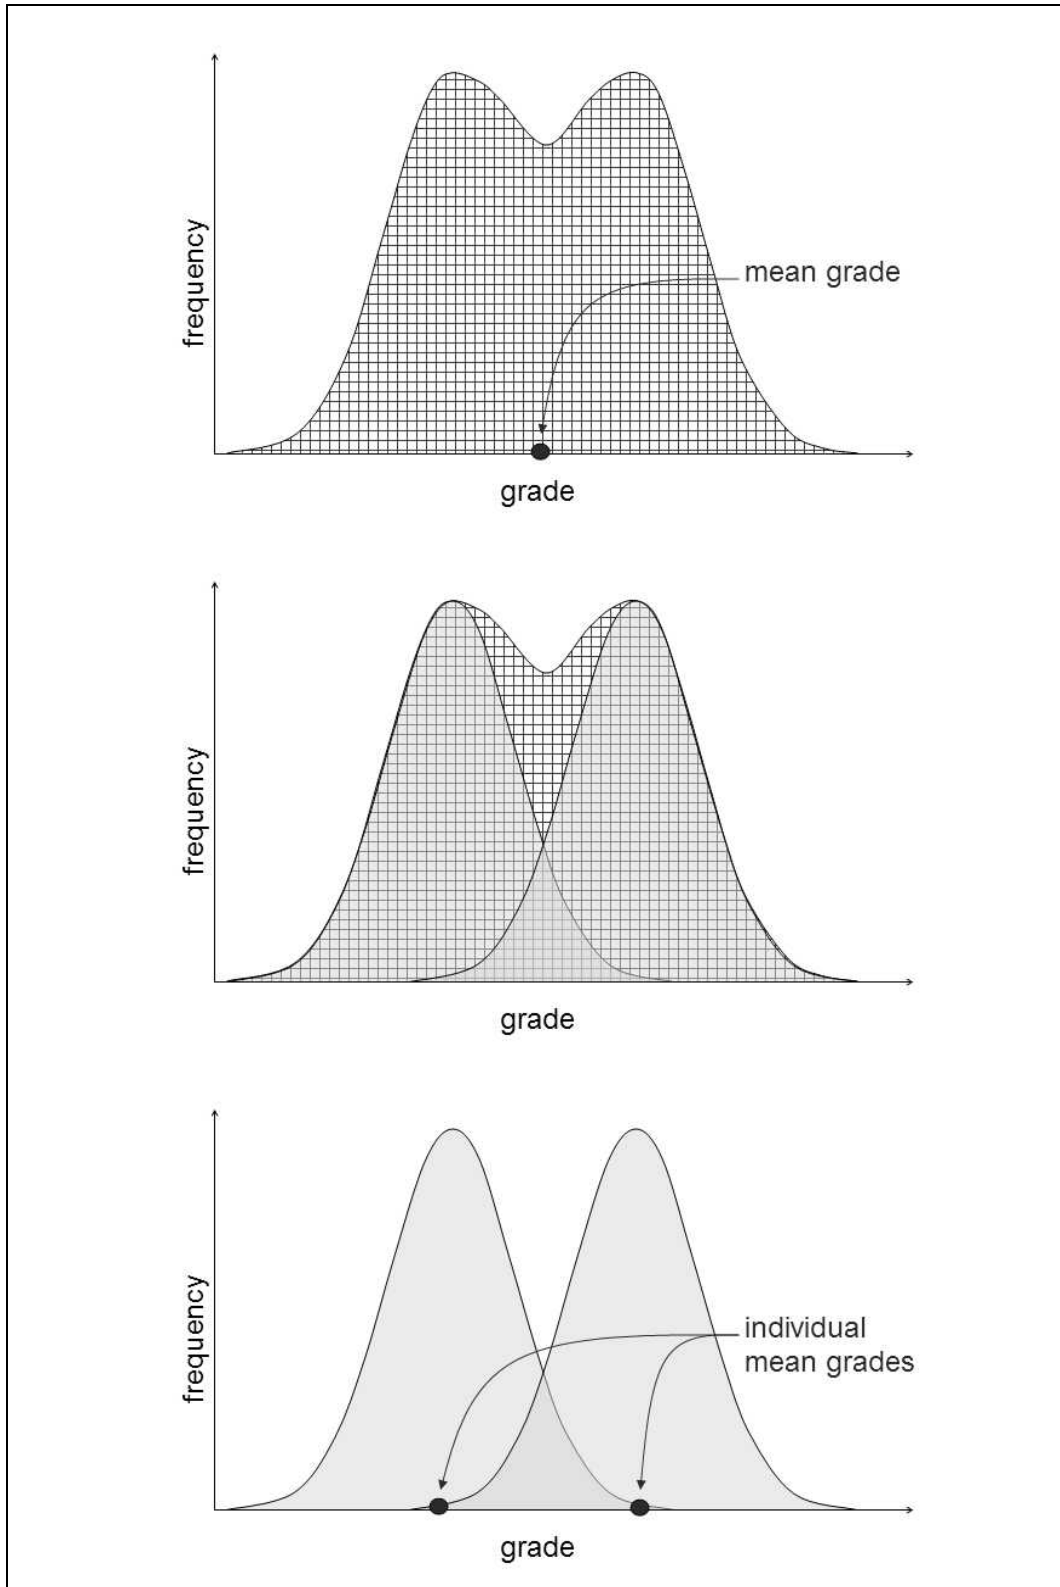 frequency
mean grade
grade
frequency
grade
frequency
individual
mean grades
grade